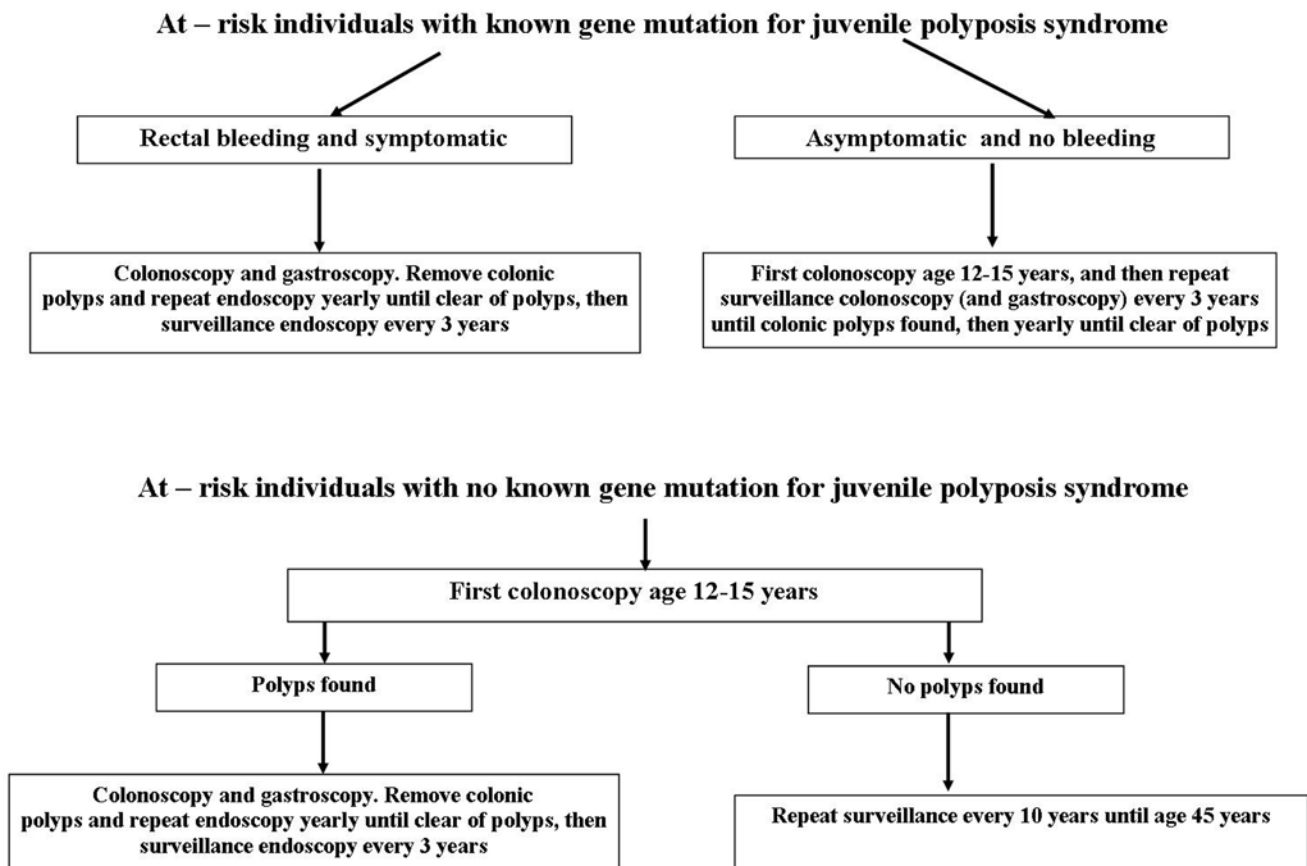 At – risk individuals with known gene mutation for juvenile polyposis syndrome
Rectal bleeding and symptomatic
Asymptomatic and no bleeding
Colonoscopy and gastroscopy. Remove colonic
polyps and repeat endoscopy yearly until clear of polyps, then
surveillance endoscopy every 3 years
First colonoscopy age 12-15 years, and then repeat
surveillance colonoscopy (and gastroscopy) every 3 years
until colonic polyps found, then yearly until clear of polyps
At – risk individuals with no known gene mutation for juvenile polyposis syndrome
First colonoscopy age 12-15 years
Polyps found
No polyps found
Colonoscopy and gastroscopy. Remove colonic
polyps and repeat endoscopy yearly until clear of polyps, then
surveillance endoscopy every 3 years
Repeat surveillance every 10 years until age 45 years